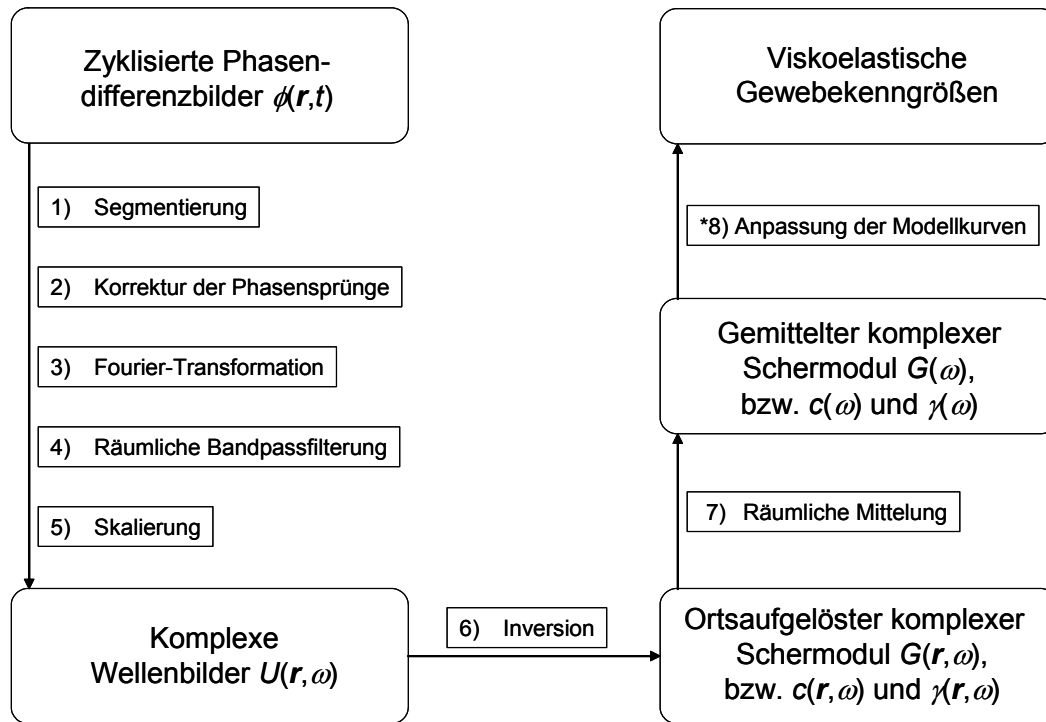 Zyklisierte Phasen-
differenzbilder ϕ(r,t)
1) Segmentierung
2) Korrektur der Phasensprünge
3) Fourier-Transformation
4) Räumliche Bandpassfilterung
5) Skalierung
Komplexe
Wellenbilder U(r,ω)
6) Inversion
Ortsaufgelöster komplexer
Schermodul G(r,ω),
bzw. c(r,ω) und γ(r,ω)
7) Räumliche Mittelung
Gemittelter komplexer
Schermodul G(ω),
bzw. c(ω) und γ(ω)
*8) Anpassung der Modellkurven
Viskoelastische
Gewebekenngrößen